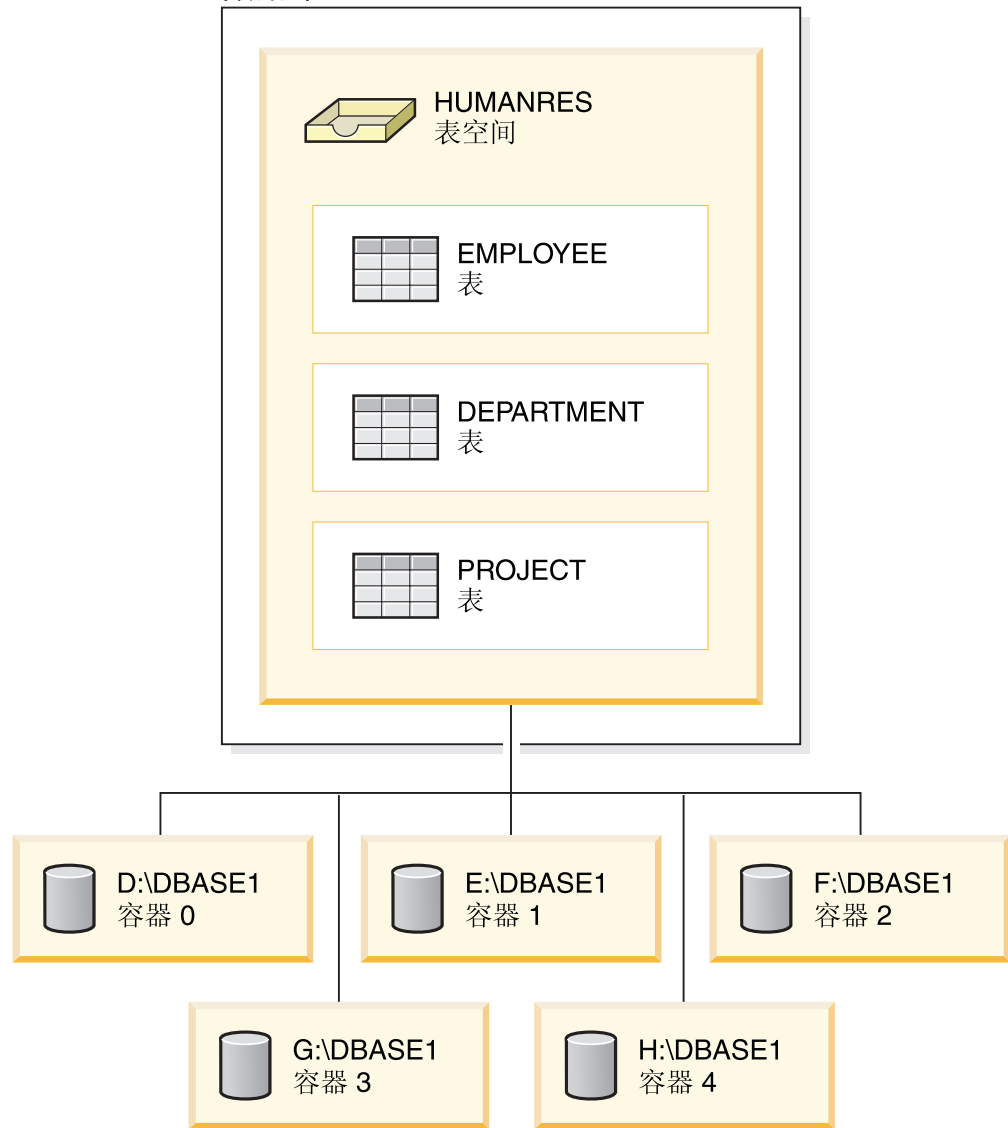 HUMANRES
表空间
EMPLOYEE
表
DEPARTMENT
表
PROJECT
表
D:\DBASE1
容器 0
E:\DBASE1
容器 1
F:\DBASE1
容器 2
G:\DBASE1
容器 3
H:\DBASE1
容器 4